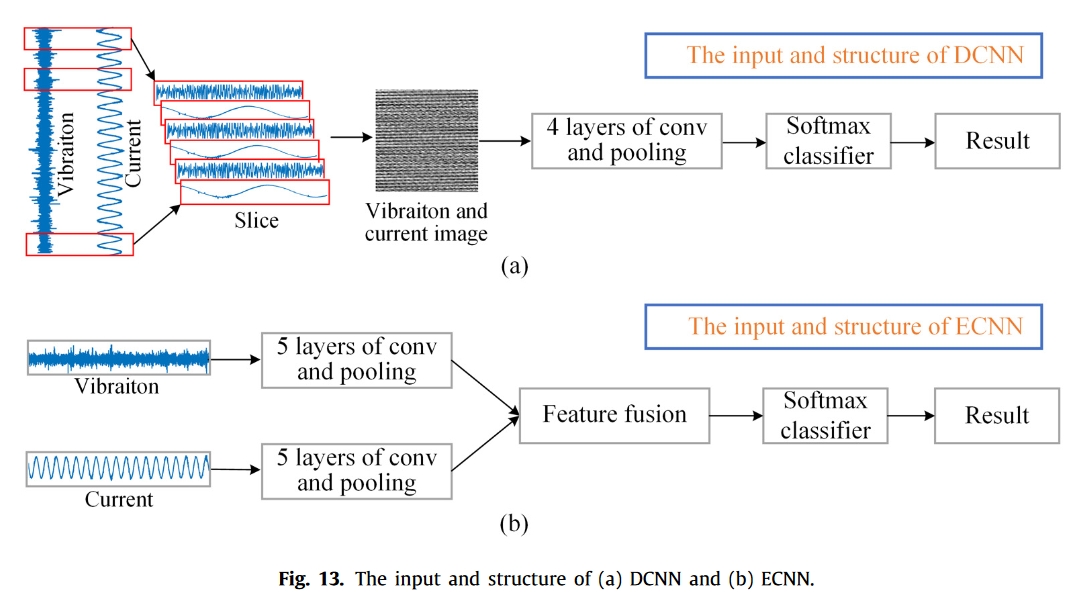 The input and structure of DCNN
Vibraiton
Current
Slice
Vibraiton and
current image
4 layers of conv
and pooling
Softmax
classifier
Result
(a)
The input and structure of ECNN
Vibraiton
5 layers of conv
and pooling
Current
5 layers of conv
and pooling
Feature fusion
Softmax
classifier
Result
(b)
Fig. 13. The input and structure of (a) DCNN and (b) ECNN.